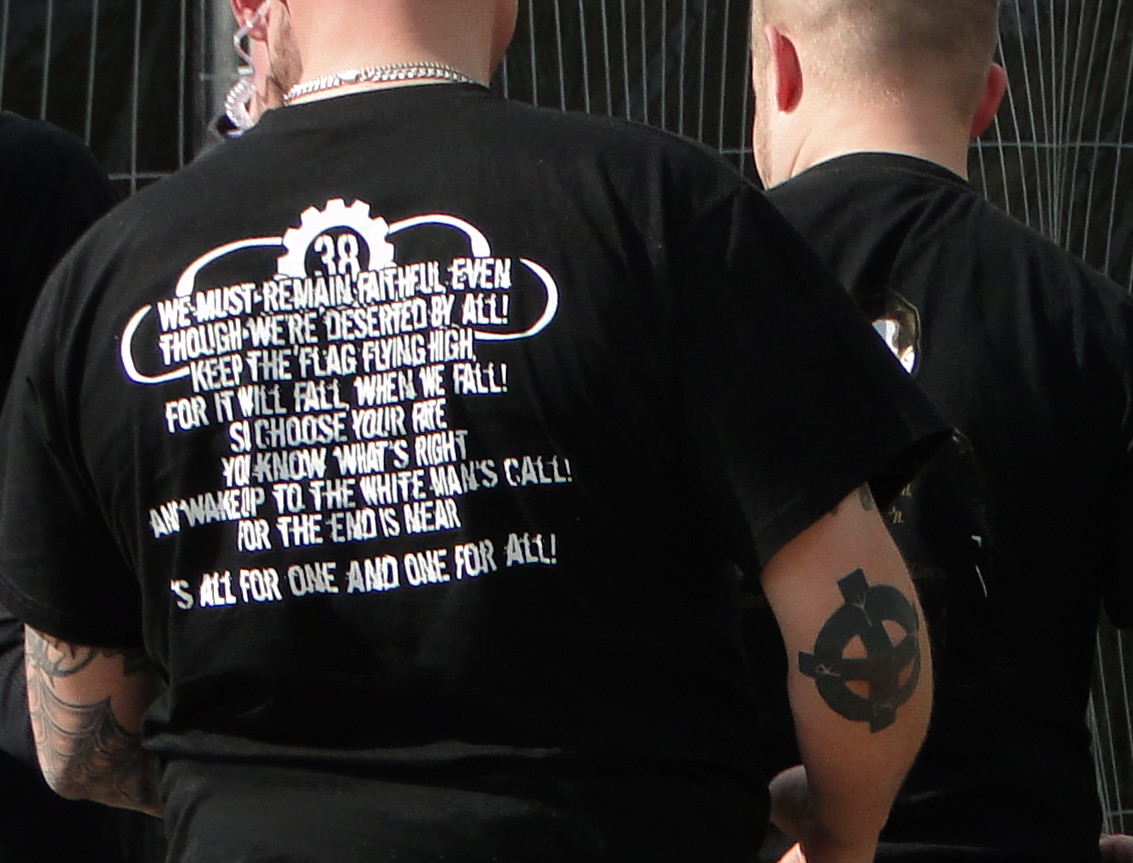 38
WE MUST REMAIN FAITHFUL EVEN
THOUGH WE'RE DESERTED BY ALL!
KEEP THE FLAG FLYING HIGH,
FOR IT WILL FALL, WHEN WE FALL!
SO CHOOSE YOUR FATE
YOU KNOW WHAT'S RIGHT
AN' WAKE UP TO THE WHITE MAN'S CALL!
FOR THE END IS NEAR
'S ALL FOR ONE AND ONE FOR ALL!